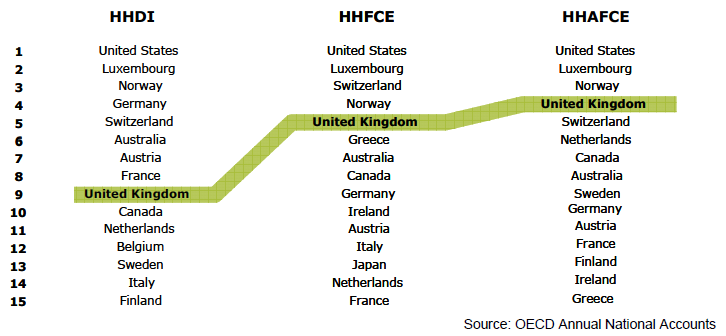 HHDI HHFCE HHAFCE
1 United States United States United States
2 Luxembourg Luxembourg Luxembourg
3 Norway Switzerland Norway
4 Germany Norway United Kingdom
5 Switzerland United Kingdom Switzerland
6 Australia Greece Netherlands
7 Austria Australia Canada
8 France Canada Australia
9 United Kingdom Germany Sweden
10 Canada Ireland Germany
11 Netherlands Austria Austria
12 Belgium Italy France
13 Sweden Japan Finland
14 Italy Netherlands Ireland
15 Finland France Greece
Source: OECD Annual National Accounts